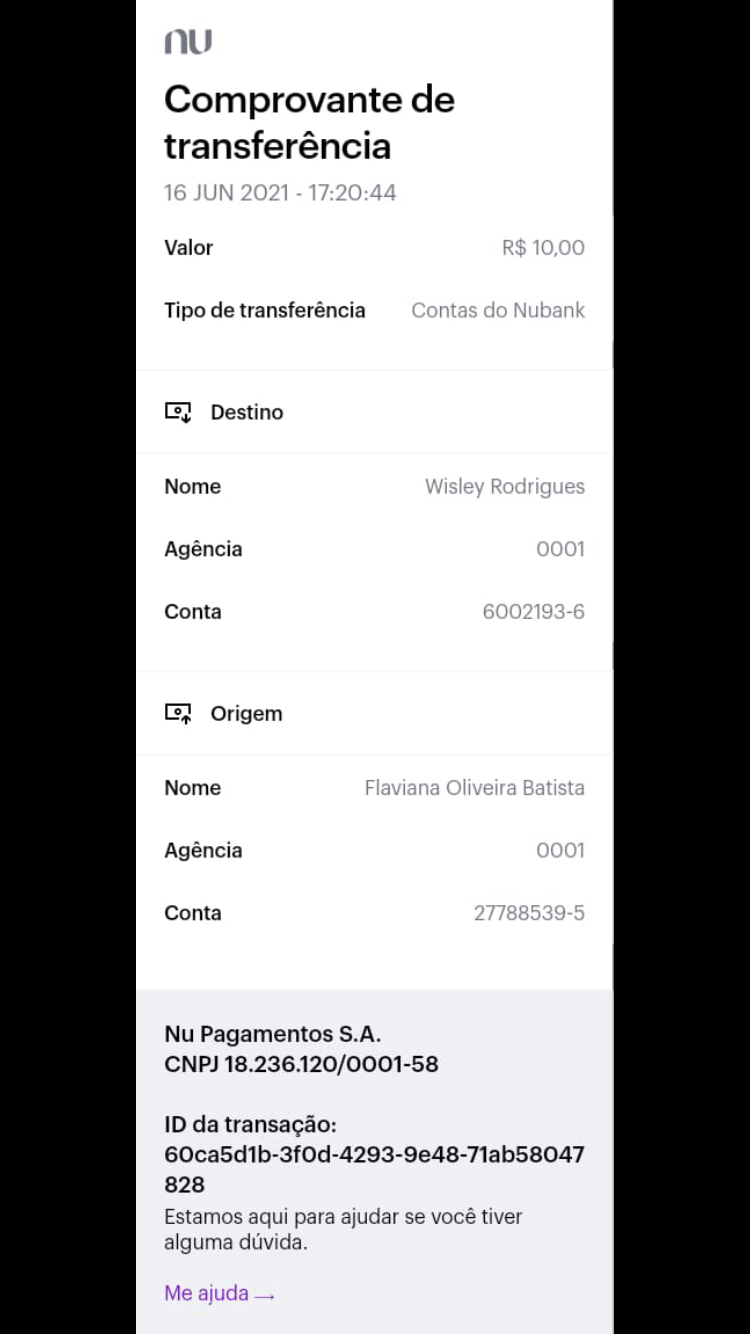 nu
Comprovante de
transferência
16 JUN 2021 - 17:20:44
Valor R$ 10,00
Tipo de transferência Contas do Nubank
Destino
Nome Wisley Rodrigues
Agência 0001
Conta 6002193-6
Origem
Nome Flaviana Oliveira Batista
Agência 0001
Conta 27788539-5
Nu Pagamentos S.A.
CNPJ 18.236.120/0001-58
ID da transação:
60ca5d1b-3f0d-4293-9e48-71ab58047
828
Estamos aqui para ajudar se você tiver
alguma dúvida.
Me ajuda →